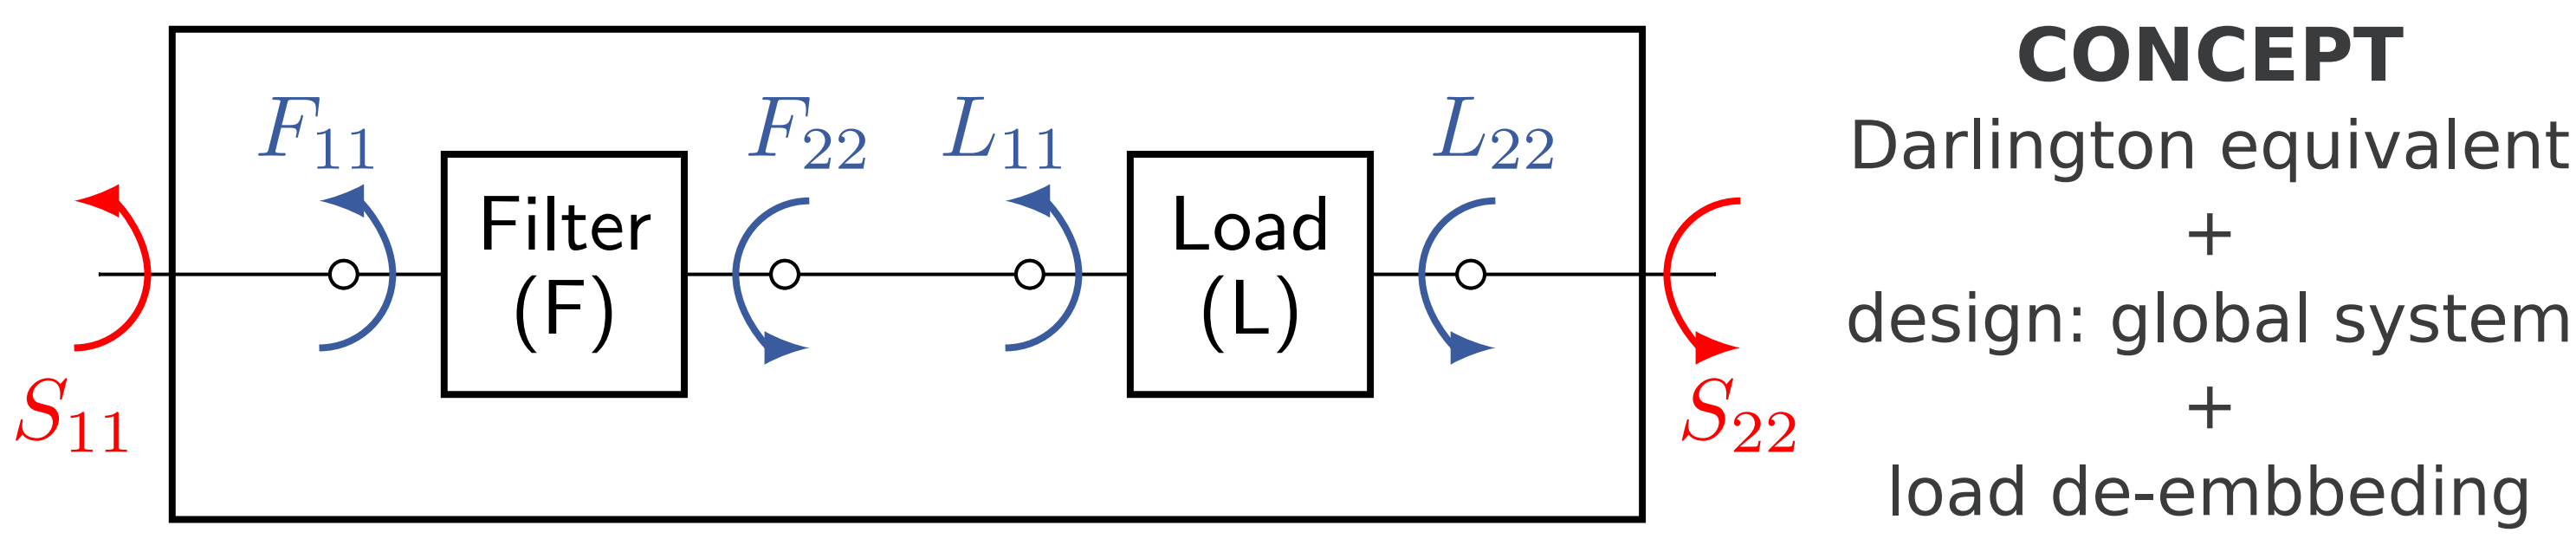 F11
F22
L11
L22
Filter
(F)
Load
(L)
S11
S22
CONCEPT
Darlington equivalent
+
design: global system
+
load de-embbeding